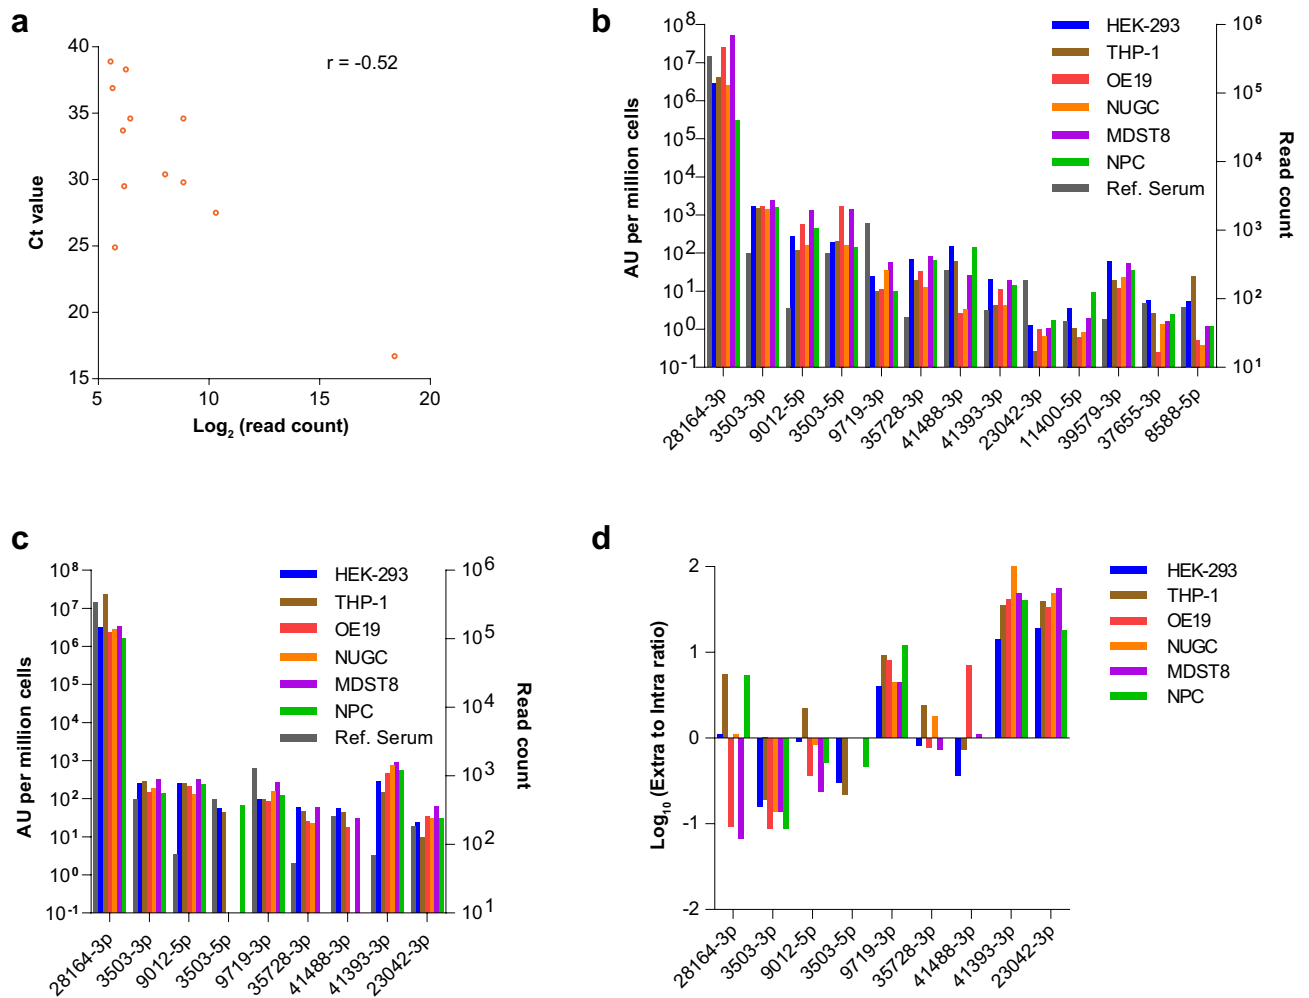 a
40
35
30
25
20
15
Ct value
r = -0.52
5
10
15
20
Log2 (read count)
b
10^8
10^7
10^6
10^5
10^4
10^3
10^2
10^1
10^0
10^-1
AU per million cells
HEK-293
THP-1
OE19
NUGC
MDST8
NPC
Ref. Serum
10^6
10^5
10^4
10^3
10^2
10^1
Read count
28164-3p
3503-3p
9012-5p
3503-5p
9719-3p
35728-3p
41488-3p
41393-3p
23042-3p
11400-5p
39579-3p
37655-3p
8588-5p
c
10^8
10^7
10^6
10^5
10^4
10^3
10^2
10^1
10^0
10^-1
AU per million cells
HEK-293
THP-1
OE19
NUGC
MDST8
NPC
Ref. Serum
10^6
10^5
10^4
10^3
10^2
10^1
Read count
28164-3p
3503-3p
9012-5p
3503-5p
9719-3p
35728-3p
41488-3p
41393-3p
23042-3p
d
2
1
0
-1
-2
Log10 (Extra to Intra ratio)
HEK-293
THP-1
OE19
NUGC
MDST8
NPC
28164-3p
3503-3p
9012-5p
3503-5p
9719-3p
35728-3p
41488-3p
41393-3p
23042-3p